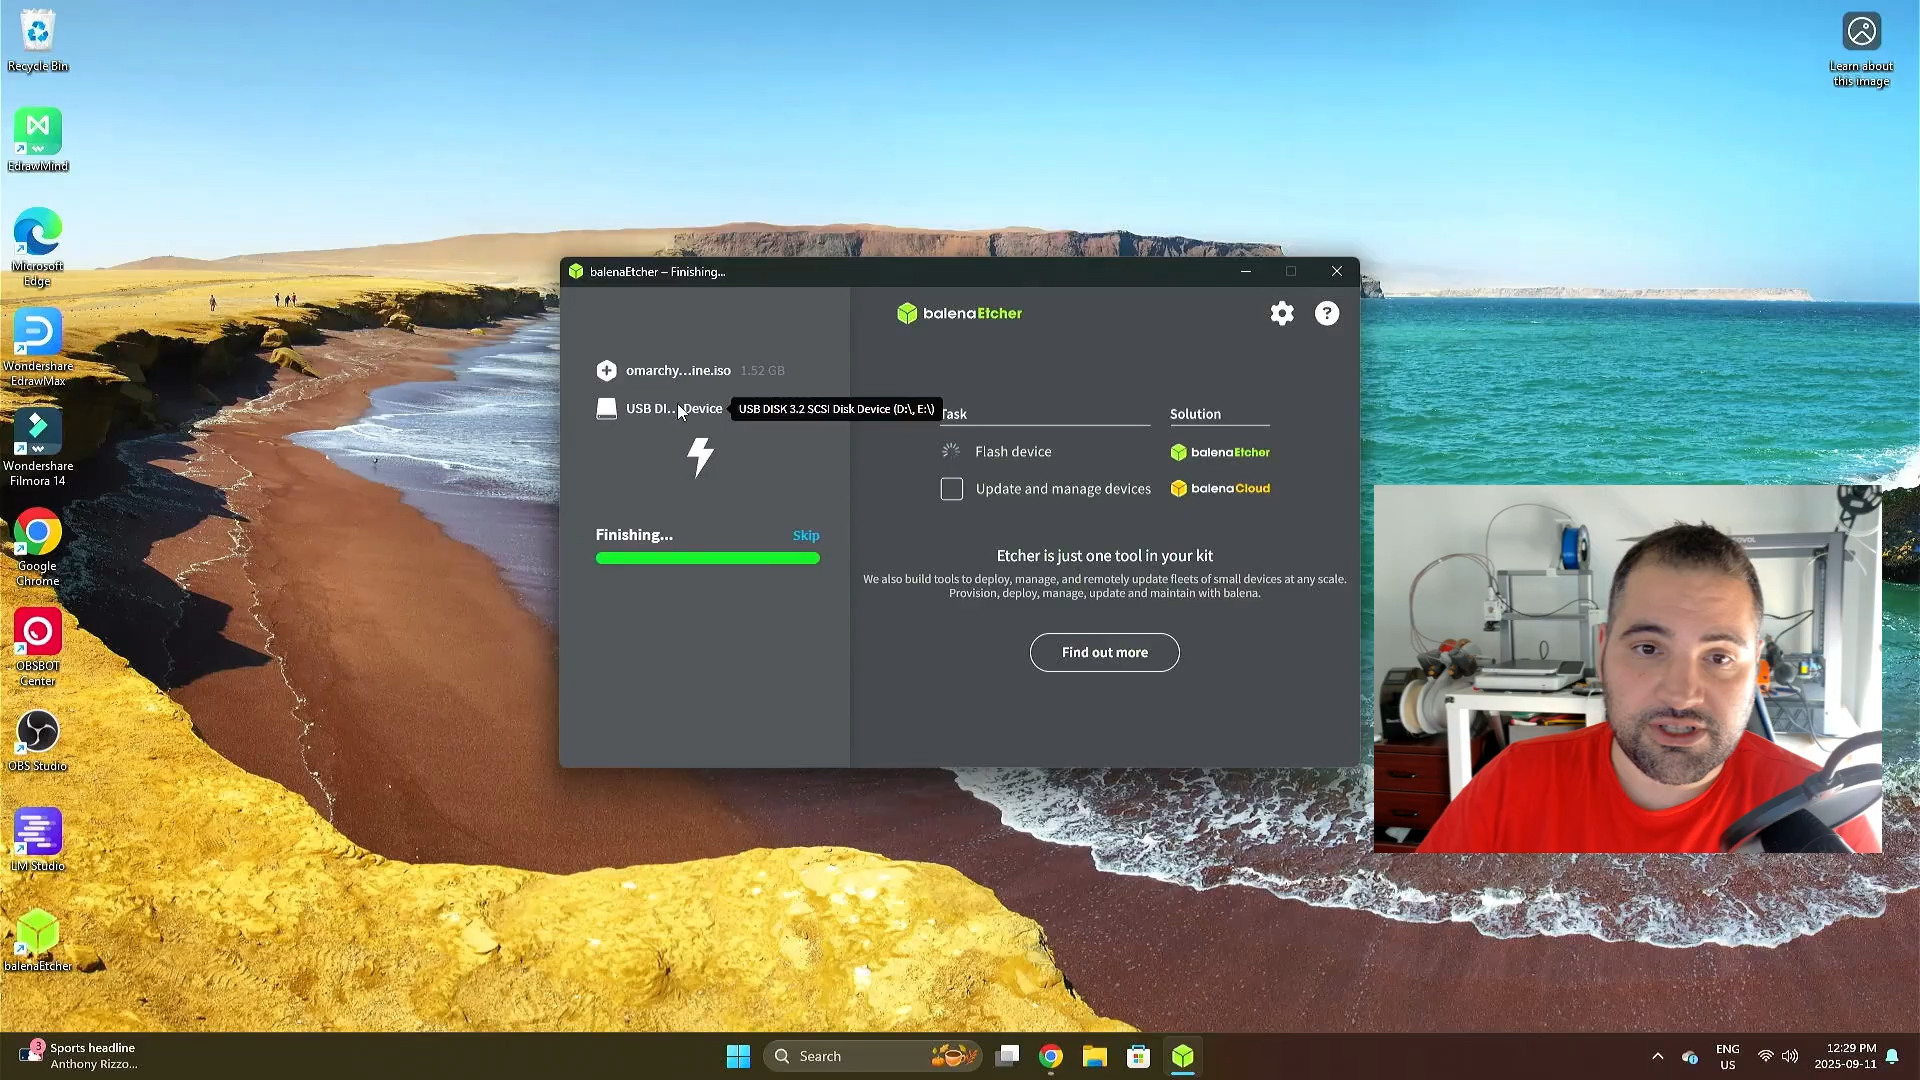 Recycle Bin
EdrawMind
Microsoft
Edge
Wondershare
EdrawMax
Wondershare
Filmora 14
Google
Chrome
OBSBOT
Center
OBS Studio
LM Studio
balenaEtcher
Learn about
this image
balenaEtcher – Finishing...
balenaEtcher
omarchy...ine.iso 1.52 GB
USB DI... Device
USB DISK 3.2 SCSI Disk Device (D:\, E:\)
Task Solution
Flash device balenaEtcher
Update and manage devices balenaCloud
Finishing... Skip
Etcher is just one tool in your kit
We also build tools to deploy, manage, and remotely update fleets of small devices at any scale.
Provision, deploy, manage, update and maintain with balena.
Find out more
3
Sports headline
Anthony Rizzo...
Search
ENG
US
12:29 PM
2025-09-11